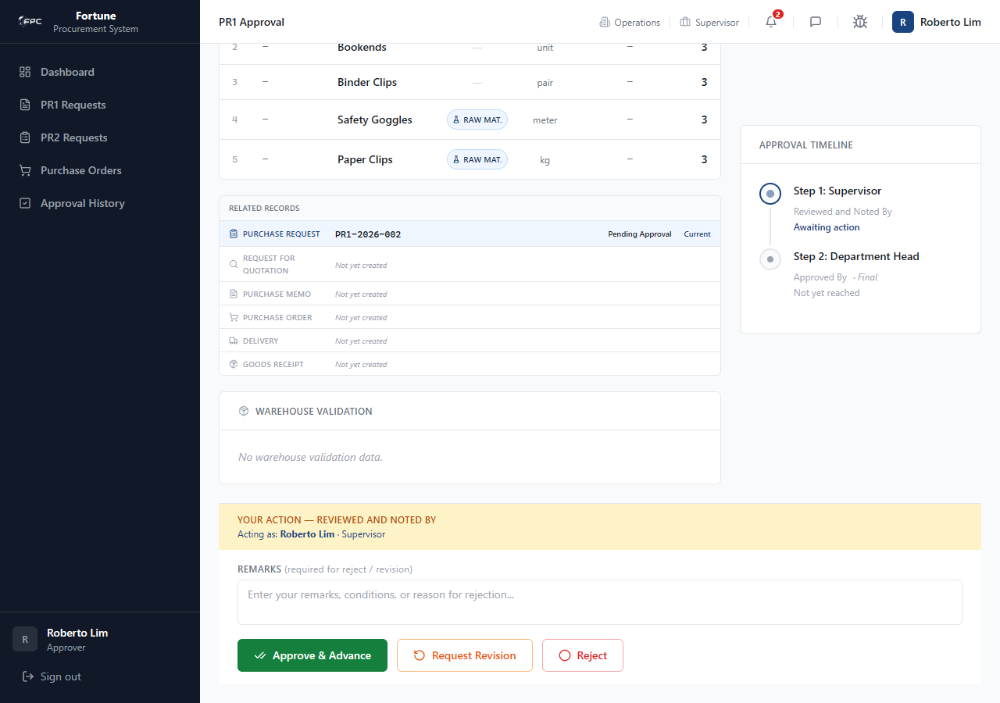 FPC
Fortune
Procurement System
Dashboard
PR1 Requests
PR2 Requests
Purchase Orders
Approval History
R
Roberto Lim
Approver
Sign out
PR1 Approval
Operations
Supervisor
2
R
Roberto Lim
2 – Bookends — unit – 3
3 – Binder Clips — pair – 3
4 – Safety Goggles RAW MAT. meter – 3
5 – Paper Clips RAW MAT. kg – 3
RELATED RECORDS
PURCHASE REQUEST PR1-2026-002 Pending Approval Current
REQUEST FOR
QUOTATION
Not yet created
PURCHASE MEMO Not yet created
PURCHASE ORDER Not yet created
DELIVERY Not yet created
GOODS RECEIPT Not yet created
WAREHOUSE VALIDATION
No warehouse validation data.
APPROVAL TIMELINE
Step 1: Supervisor
Reviewed and Noted By
Awaiting action
Step 2: Department Head
Approved By · Final
Not yet reached
YOUR ACTION — REVIEWED AND NOTED BY
Acting as: Roberto Lim · Supervisor
REMARKS (required for reject / revision)
Enter your remarks, conditions, or reason for rejection...
Approve & Advance
Request Revision
Reject